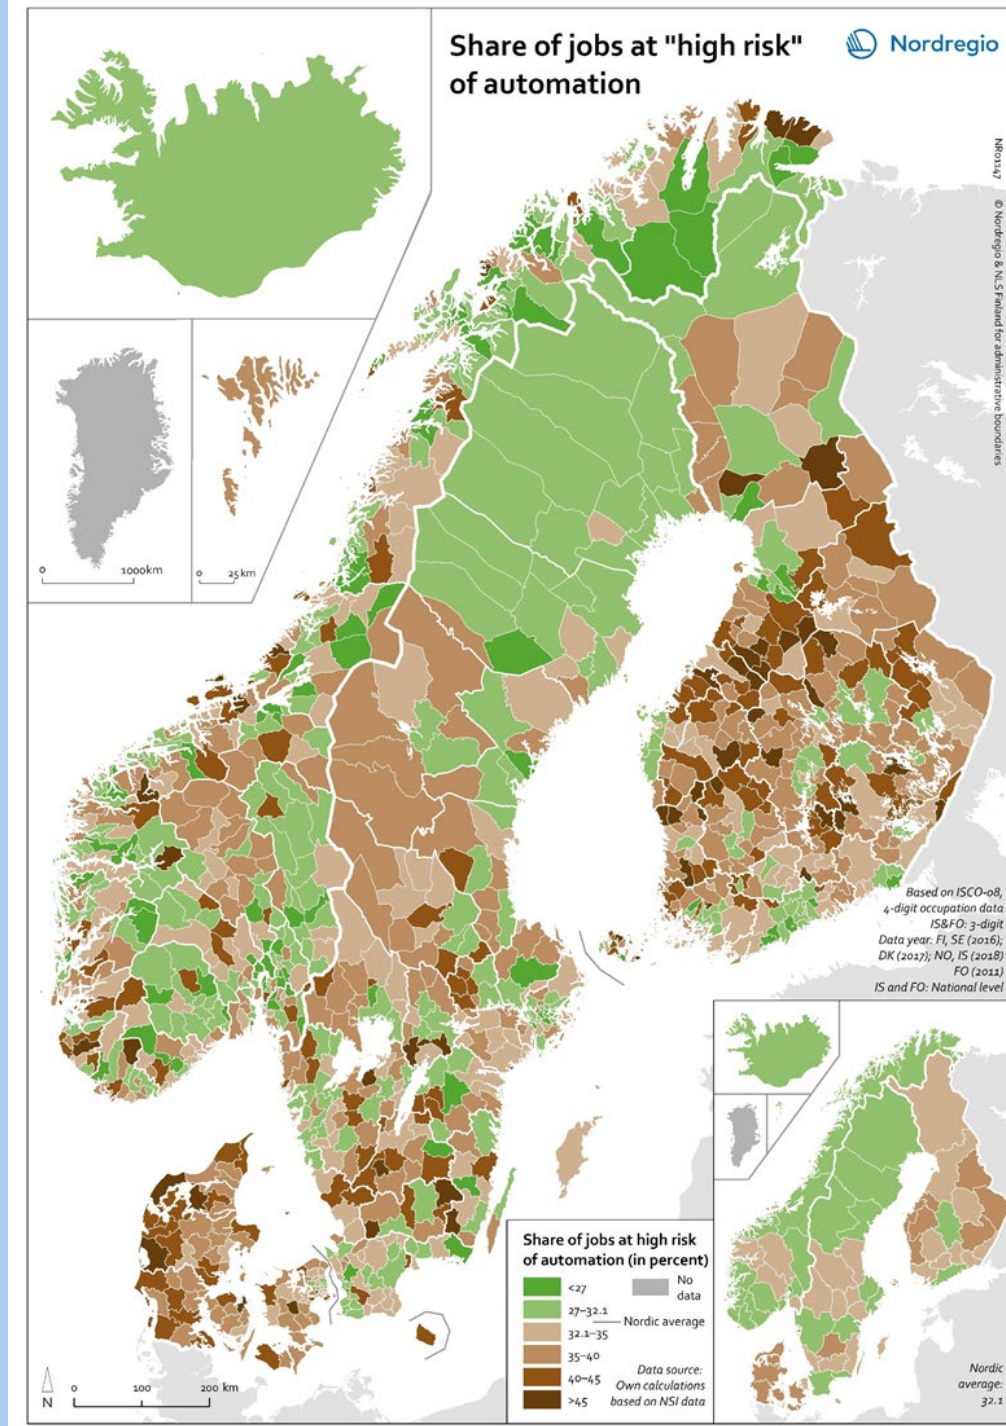 Share of jobs at "high risk"
of automation
Nordregio
NR01147 © Nordregio & NLS Finland for administrative boundaries
0 1000km
0 25 km
Based on ISCO-08,
4-digit occupation data
IS&FO: 3-digit
Data year: FI, SE (2016);
DK (2017); NO, IS (2018)
FO (2011)
IS and FO: National level
Share of jobs at high risk
of automation (in percent)
<27
No
data
27–32.1
Nordic average
32.1–35
35–40
40–45
>45
Data source:
Own calculations
based on NSI data
N
0 100 200 km
Nordic
average:
32.1